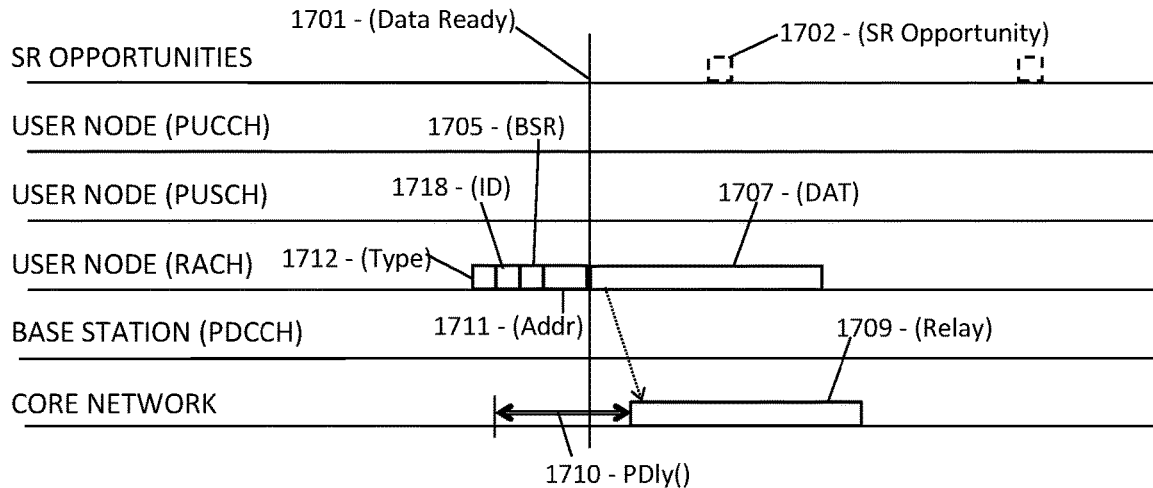 1701 - (Data Ready)
1702 - (SR Opportunity)
SR OPPORTUNITIES
USER NODE (PUCCH)
1705 - (BSR)
USER NODE (PUSCH)
1718 - (ID)
1707 - (DAT)
USER NODE (RACH)
1712 - (Type)
1711 - (Addr)
BASE STATION (PDCCH)
1709 - (Relay)
CORE NETWORK
1710 - PDly()